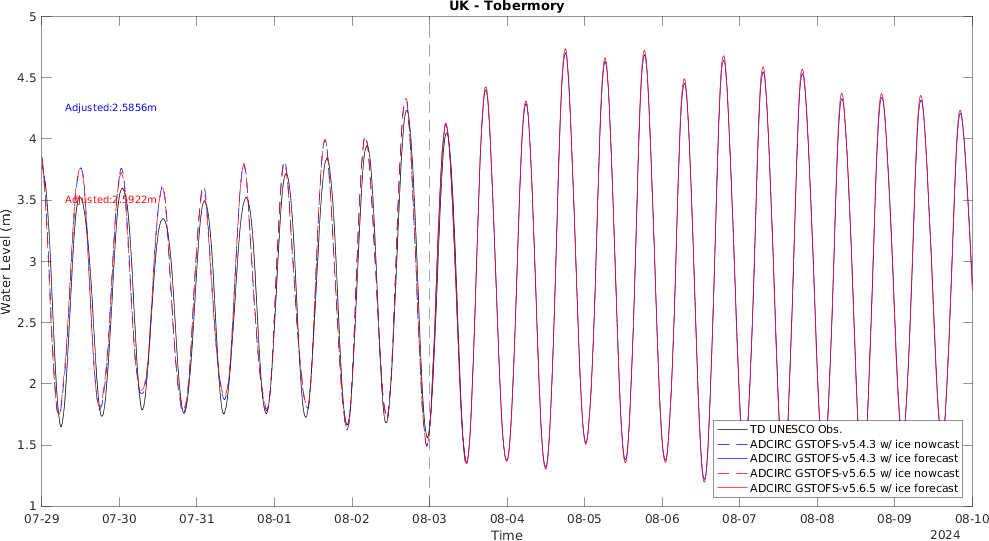 UK - Tobermory
5
4.5
4
3.5
3
2.5
2
1.5
1
Water Level (m)
Adjusted:2.5856m
Adjusted:2.5922m
TD UNESCO Obs.
ADCIRC GSTOFS-v5.4.3 w/ ice nowcast
ADCIRC GSTOFS-v5.4.3 w/ ice forecast
ADCIRC GSTOFS-v5.6.5 w/ ice nowcast
ADCIRC GSTOFS-v5.6.5 w/ ice forecast
07-29 07-30 07-31 08-01 08-02 08-03 08-04 08-05 08-06 08-07 08-08 08-09 08-10
Time
2024